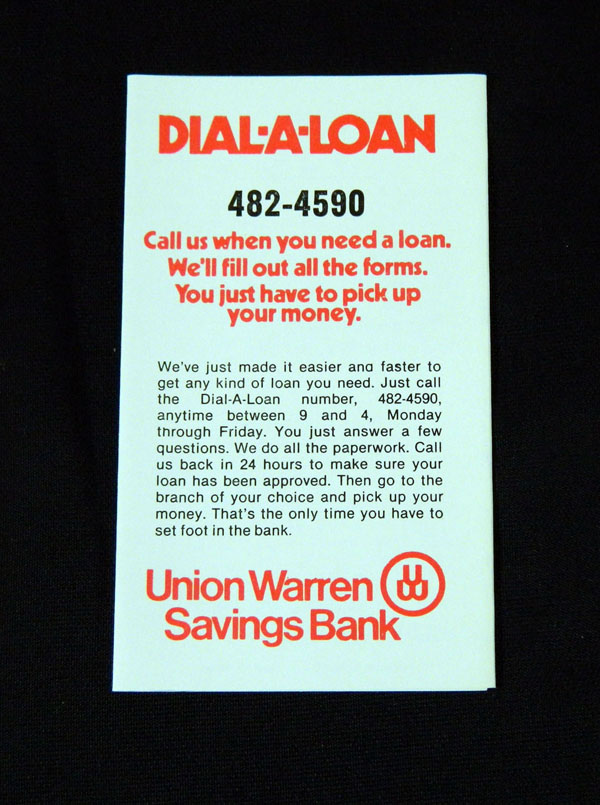 DIAL-A-LOAN
482-4590
Call us when you need a loan.
We'll fill out all the forms.
You just have to pick up
your money.
We've just made it easier and faster to
get any kind of loan you need. Just call
the Dial-A-Loan number, 482-4590,
anytime between 9 and 4, Monday
through Friday. You just answer a few
questions. We do all the paperwork. Call
us back in 24 hours to make sure your
loan has been approved. Then go to the
branch of your choice and pick up your
money. That's the only time you have to
set foot in the bank.
Union Warren
Savings Bank